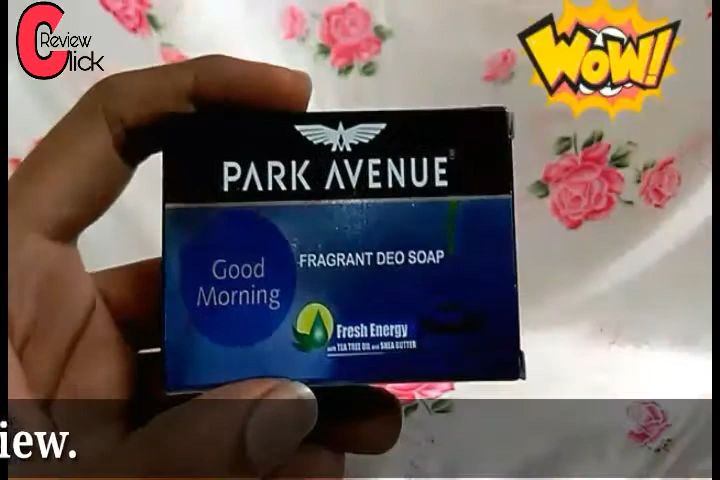 Review
Click
WOW!
PARK AVENUE
Good
Morning
FRAGRANT DEO SOAP
Fresh Energy
with TEA TREE OIL and SHEA BUTTER
iew.